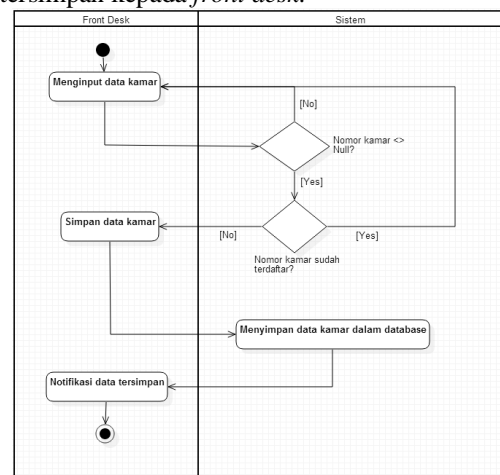 tersimpan kepada front desk.
Front Desk
Sistem
Menginput data kamar
[No]
Nomor kamar <>
Null?
[Yes]
Simpan data kamar
[No]
[Yes]
Nomor kamar sudah
terdaftar?
Menyimpan data kamar dalam database
Notifikasi data tersimpan